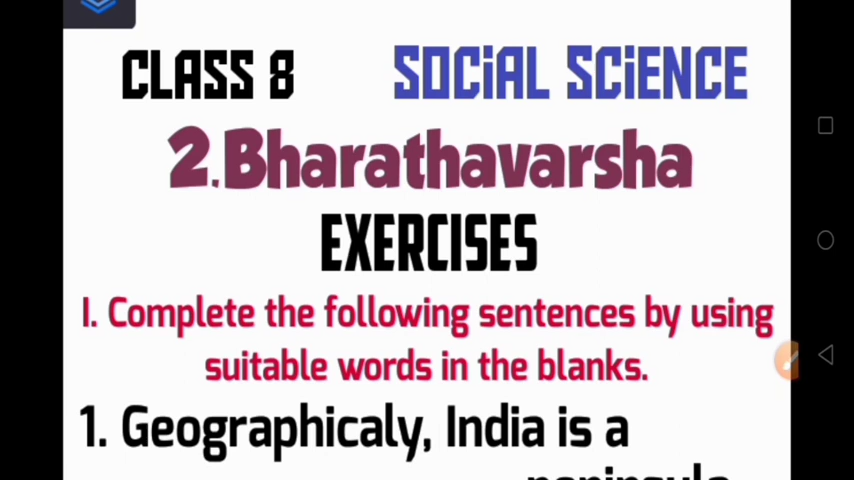 CLASS 8 SOCiAL SCiENCE
2.Bharathavarsha
EXERCISES
I. Complete the following sentences by using
suitable words in the blanks.
1. Geographicaly, India is a
peninsula